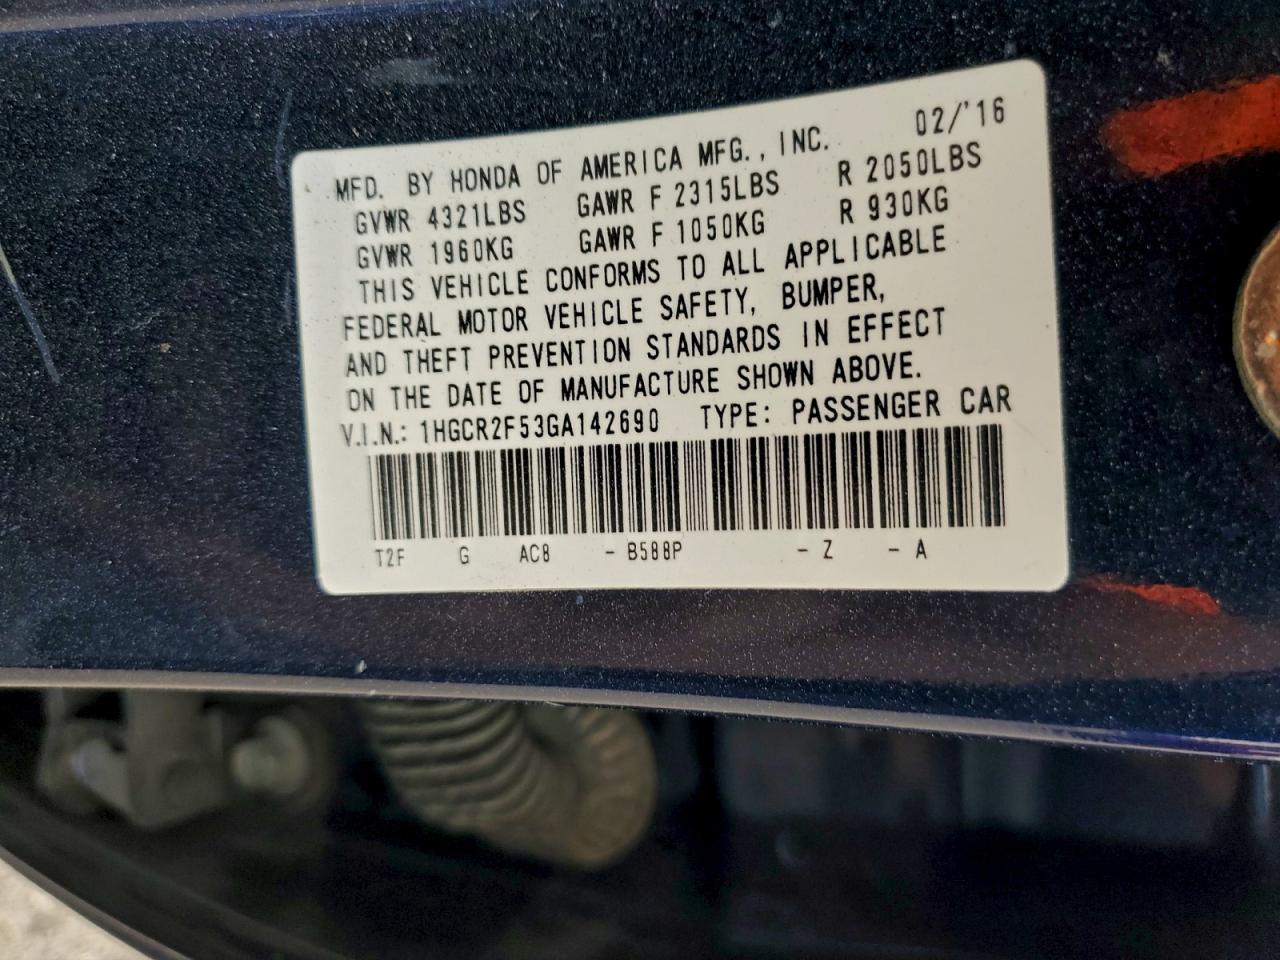 MFD. BY HONDA OF AMERICA MFG., INC. 02/'16
GVWR 4321LBS GAWR F 2315LBS R 2050LBS
GVWR 1960KG GAWR F 1050KG R 930KG
THIS VEHICLE CONFORMS TO ALL APPLICABLE
FEDERAL MOTOR VEHICLE SAFETY, BUMPER,
AND THEFT PREVENTION STANDARDS IN EFFECT
ON THE DATE OF MANUFACTURE SHOWN ABOVE.
V.I.N.: 1HGCR2F53GA142690 TYPE: PASSENGER CAR
T2F G AC8 - B588P - Z - A